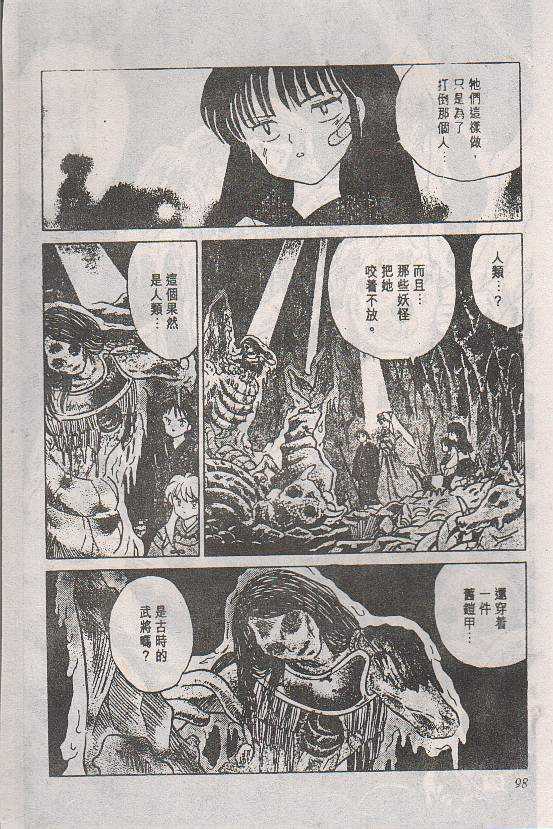 牠們這樣做，
只是為了
打倒那個人…
人類…？
而且…
那些妖怪
把她
咬着不放。
這個果然
是人類…
還穿着
一件
舊鎧甲…
是古時的
武將嗎？
98